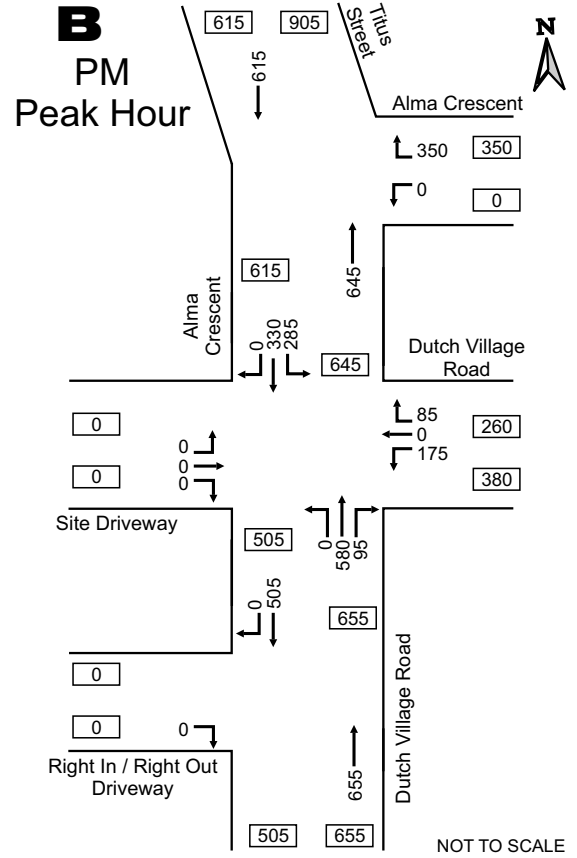 B
PM
Peak Hour
615
905
Titus
Street
N
615
Alma Crescent
350
350
0
0
645
615
Alma
Crescent
0
330
285
645
Dutch Village
Road
0
0
0
0
0
85
0
175
260
380
Site Driveway
505
0
580
95
0
505
655
0
0
0
Right In / Right Out
Driveway
655
Dutch Village Road
505
655
NOT TO SCALE